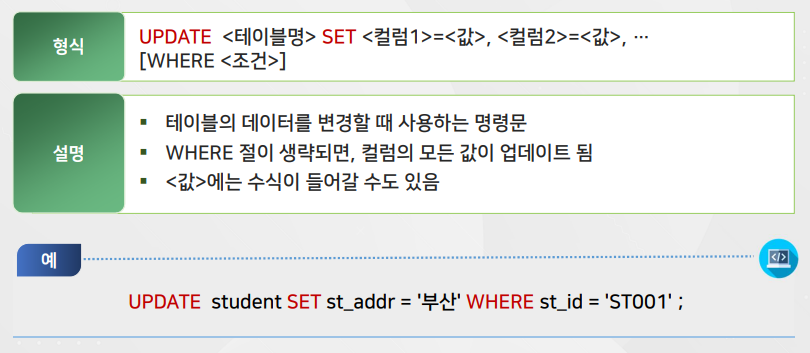 형식
UPDATE <테이블명> SET <컬럼1>=<값>, <컬럼2>=<값>, …
[WHERE <조건>]
설명
▪ 테이블의 데이터를 변경할 때 사용하는 명령문
▪ WHERE 절이 생략되면, 컬럼의 모든 값이 업데이트 됨
▪ <값>에는 수식이 들어갈 수도 있음
예
</>
UPDATE student SET st_addr = '부산' WHERE st_id = 'ST001' ;